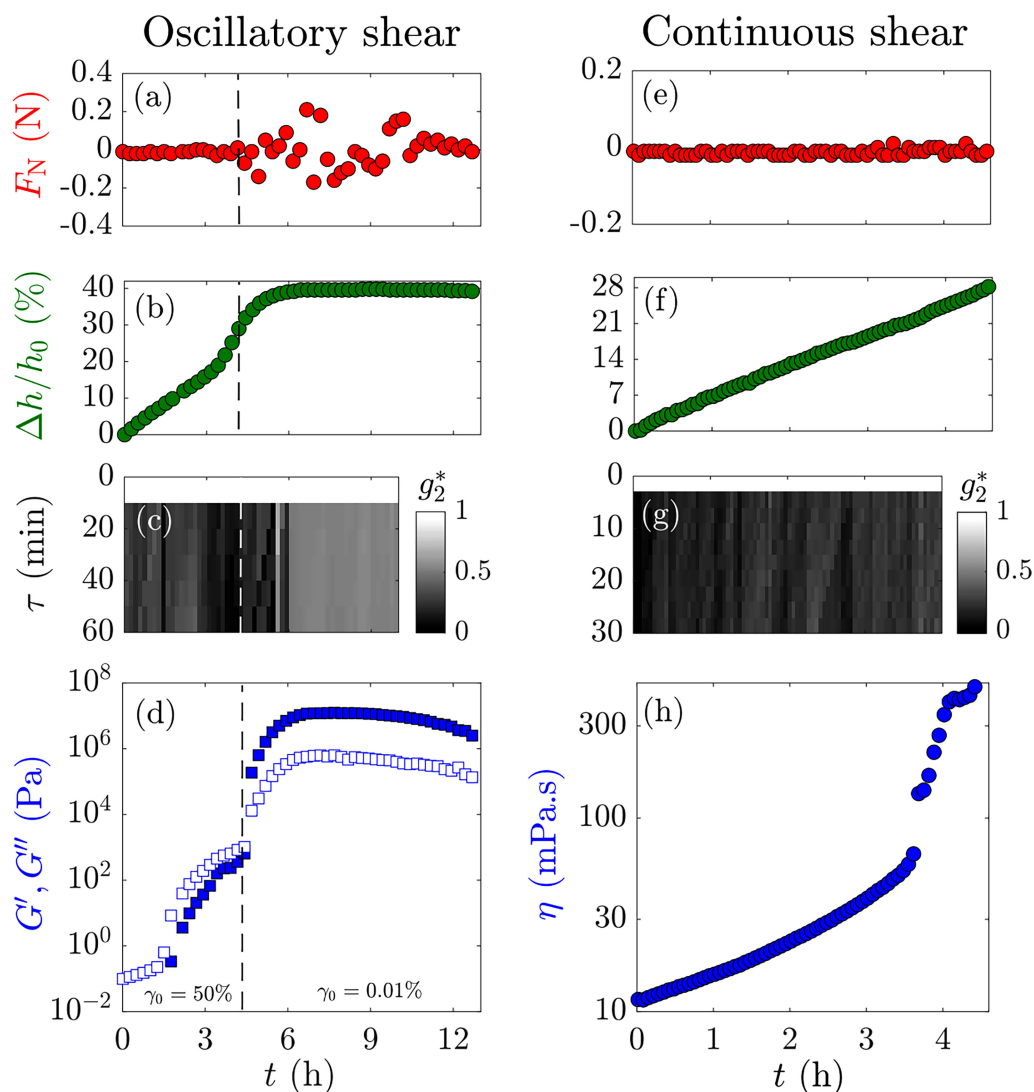 Oscillatory shear
Continuous shear
F_N (N)
0.4
0.2
0
-0.2
-0.4
(a)
0.2
0
-0.2
(e)
Δh/h_0 (%)
40
30
20
10
0
(b)
28
21
14
7
0
(f)
τ (min)
0
20
40
60
(c)
g_2^*
1
0.5
0
0
10
20
30
(g)
g_2^*
1
0.5
0
G′, G″ (Pa)
10^8
10^6
10^4
10^2
10^0
10^{-2}
(d)
γ_0 = 50%
γ_0 = 0.01%
0 3 6 9 12
t (h)
η (mPa.s)
300
100
30
10
(h)
0 1 2 3 4
t (h)